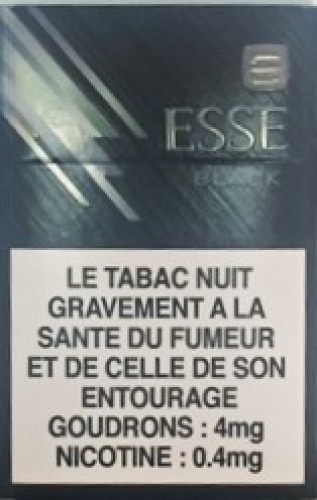 ESSE
BLACK
LE TABAC NUIT
GRAVEMENT A LA
SANTE DU FUMEUR
ET DE CELLE DE SON
ENTOURAGE
GOUDRONS : 4mg
NICOTINE : 0.4mg